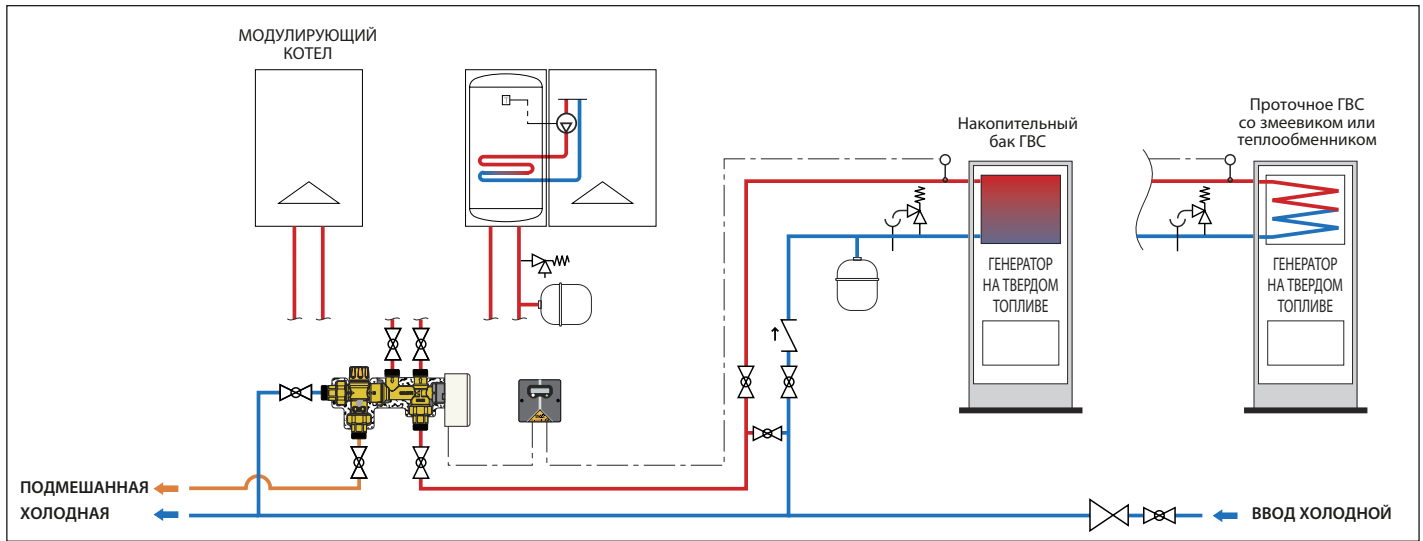 МОДУЛИРУЮЩИЙ
КОТЕЛ
Накопительный
бак ГВС
Проточное ГВС
со змеевиком или
теплообменником
ГЕНЕРАТОР
НА ТВЕРДОМ
ТОПЛИВЕ
ГЕНЕРАТОР
НА ТВЕРДОМ
ТОПЛИВЕ
ПОДМЕШАННАЯ
ХОЛОДНАЯ
ВВОД ХОЛОДНОЙ